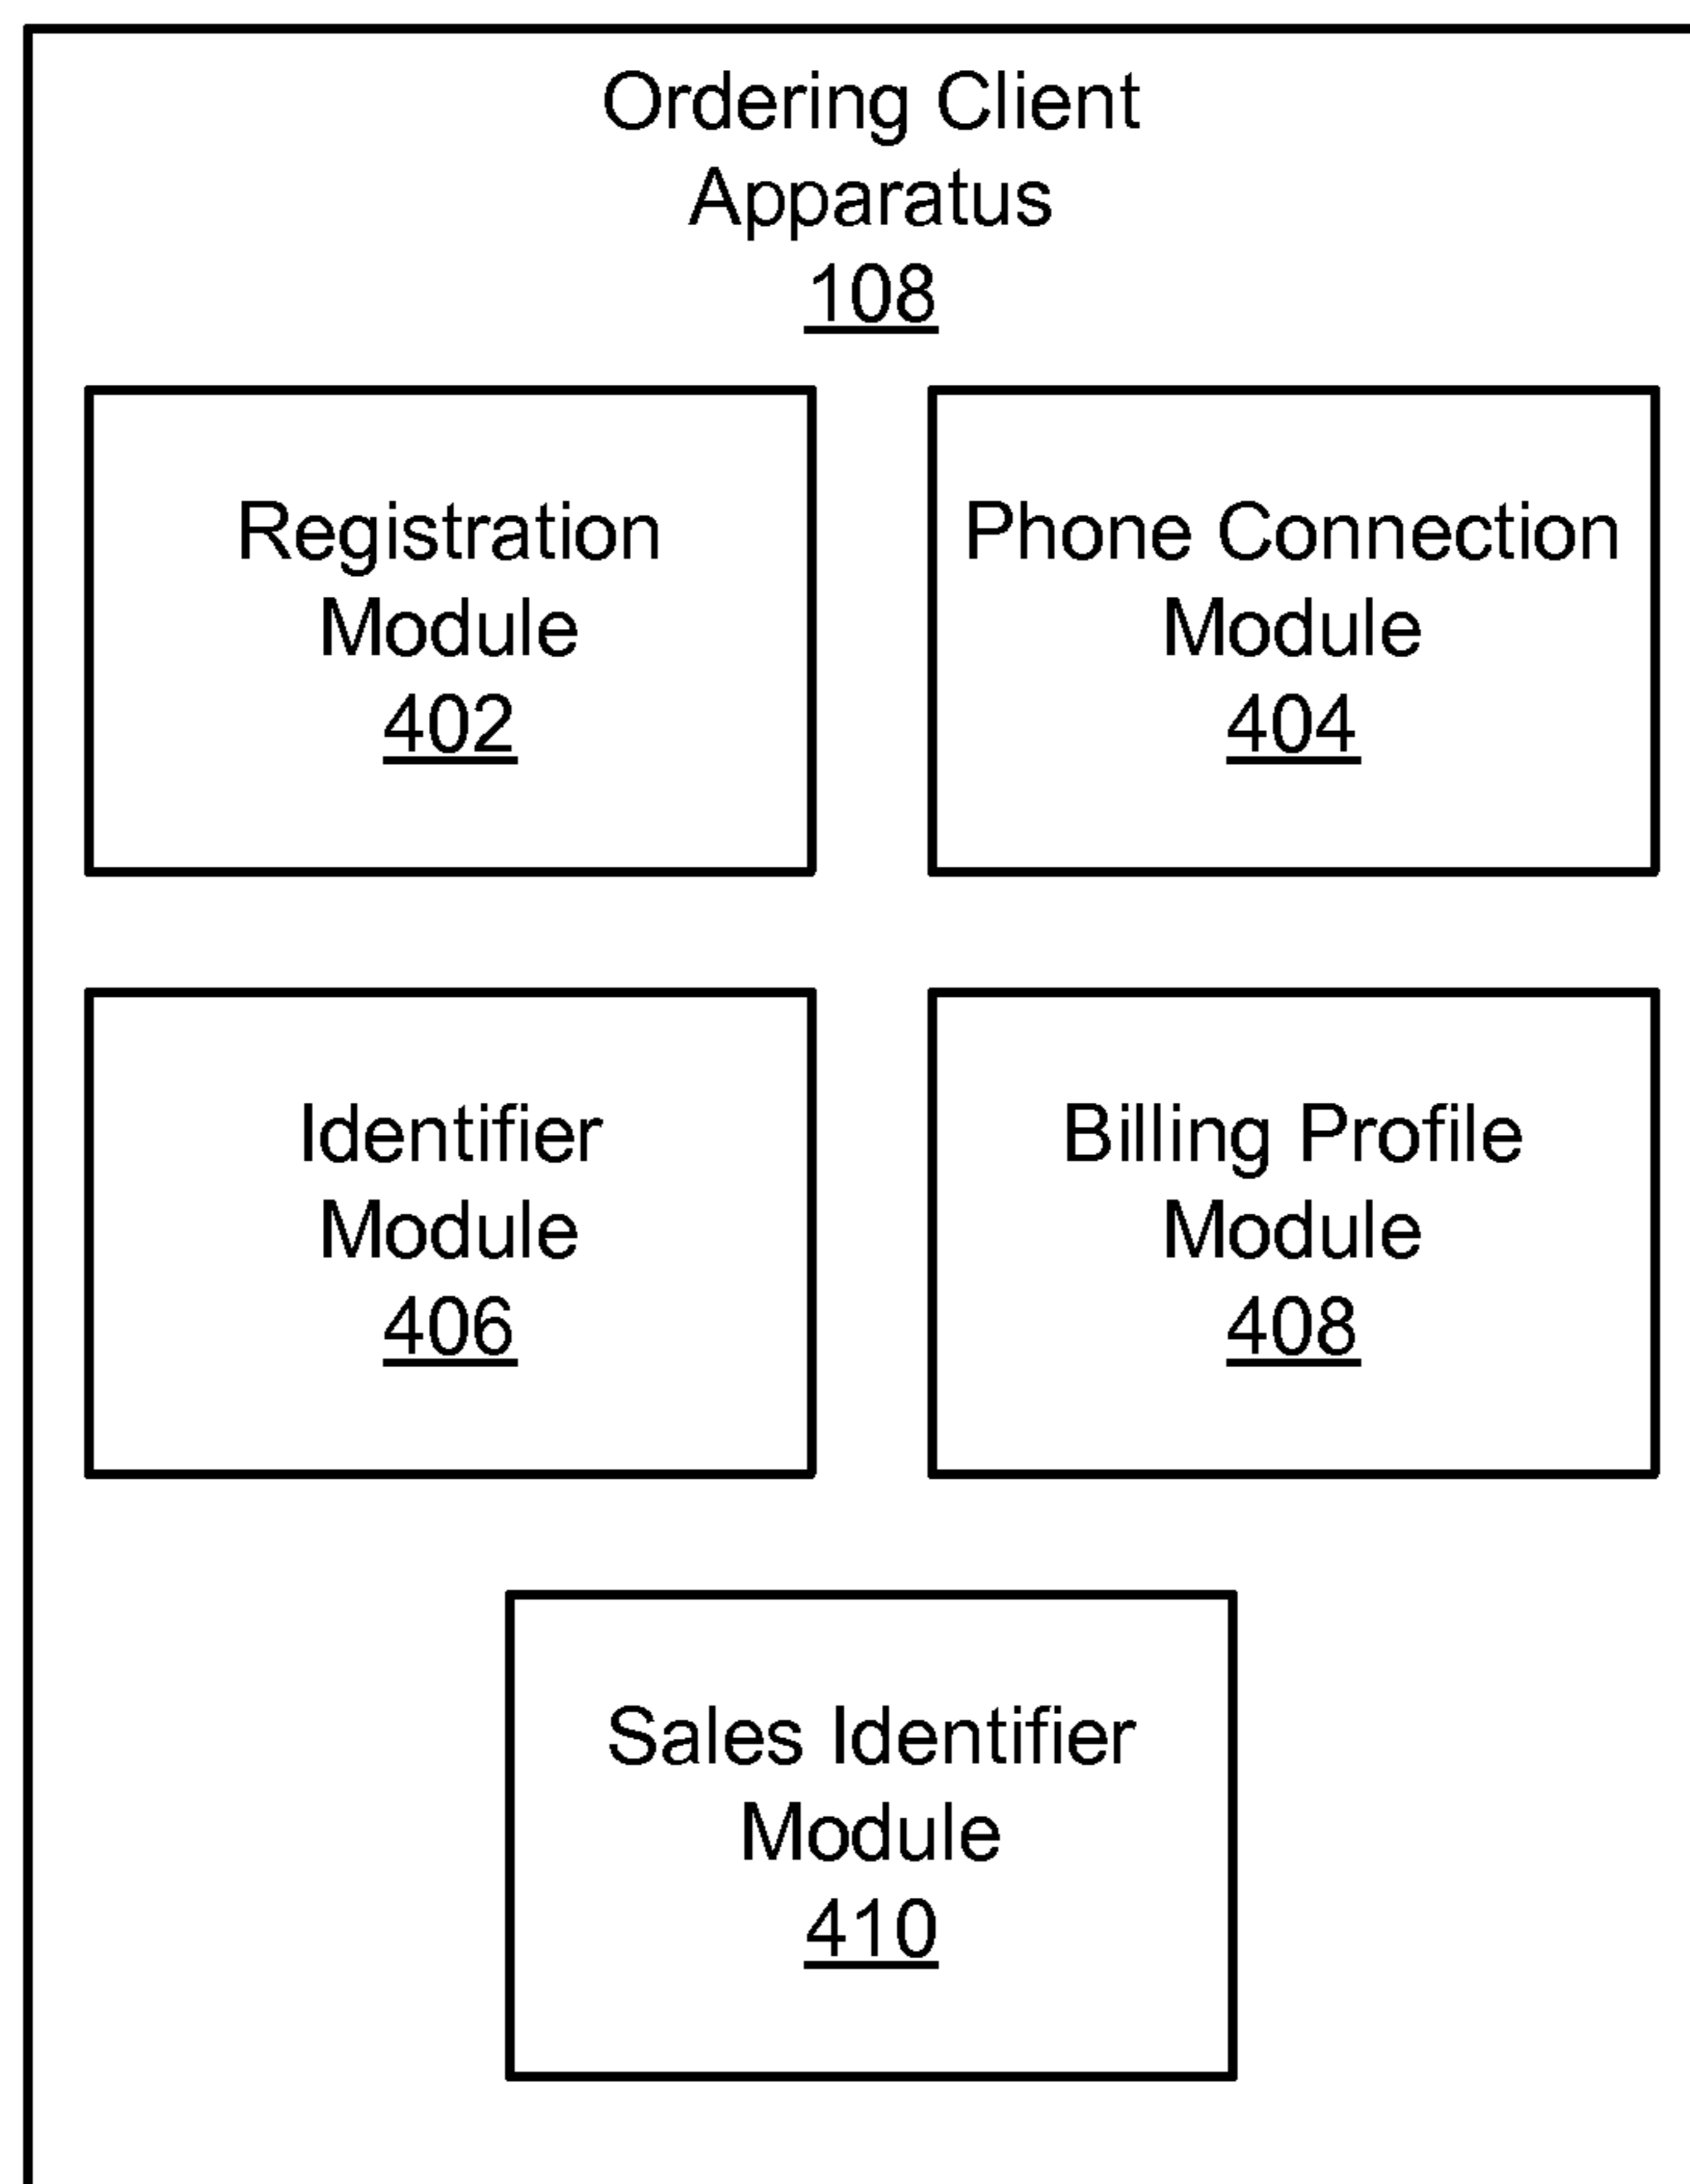 Ordering Client
Apparatus
108
Registration
Module
402
Phone Connection
Module
404
Identifier
Module
406
Billing Profile
Module
408
Sales Identifier
Module
410